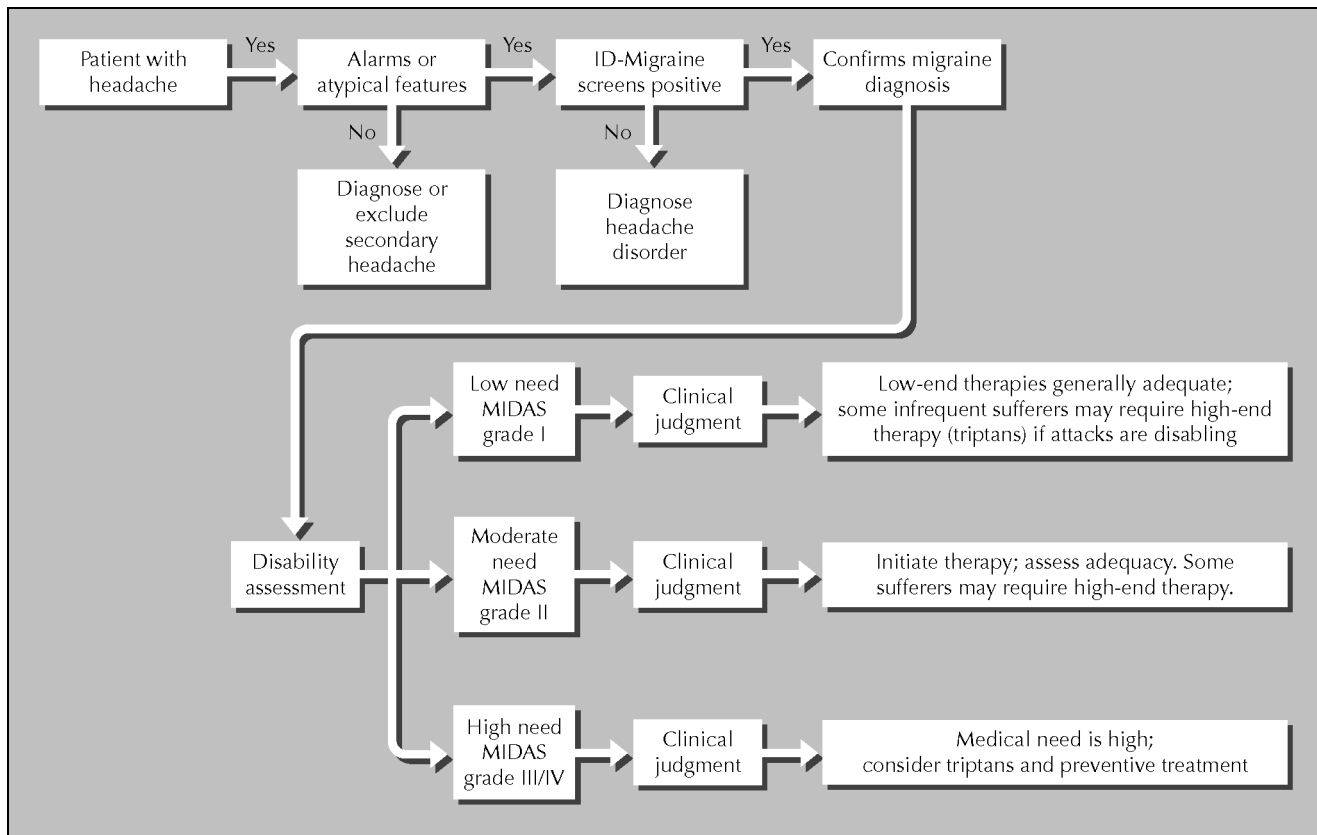 Patient with
headache
Yes
Alarms or
atypical features
Yes
ID-Migraine
screens positive
Yes
Confirms migraine
diagnosis
No
Diagnose or
exclude
secondary
headache
No
Diagnose
headache
disorder
Disability
assessment
Low need
MIDAS
grade I
Clinical
judgment
Low-end therapies generally adequate;
some infrequent sufferers may require high-end
therapy (triptans) if attacks are disabling
Moderate
need
MIDAS
grade II
Clinical
judgment
Initiate therapy; assess adequacy. Some
sufferers may require high-end therapy.
High need
MIDAS
grade III/IV
Clinical
judgment
Medical need is high;
consider triptans and preventive treatment